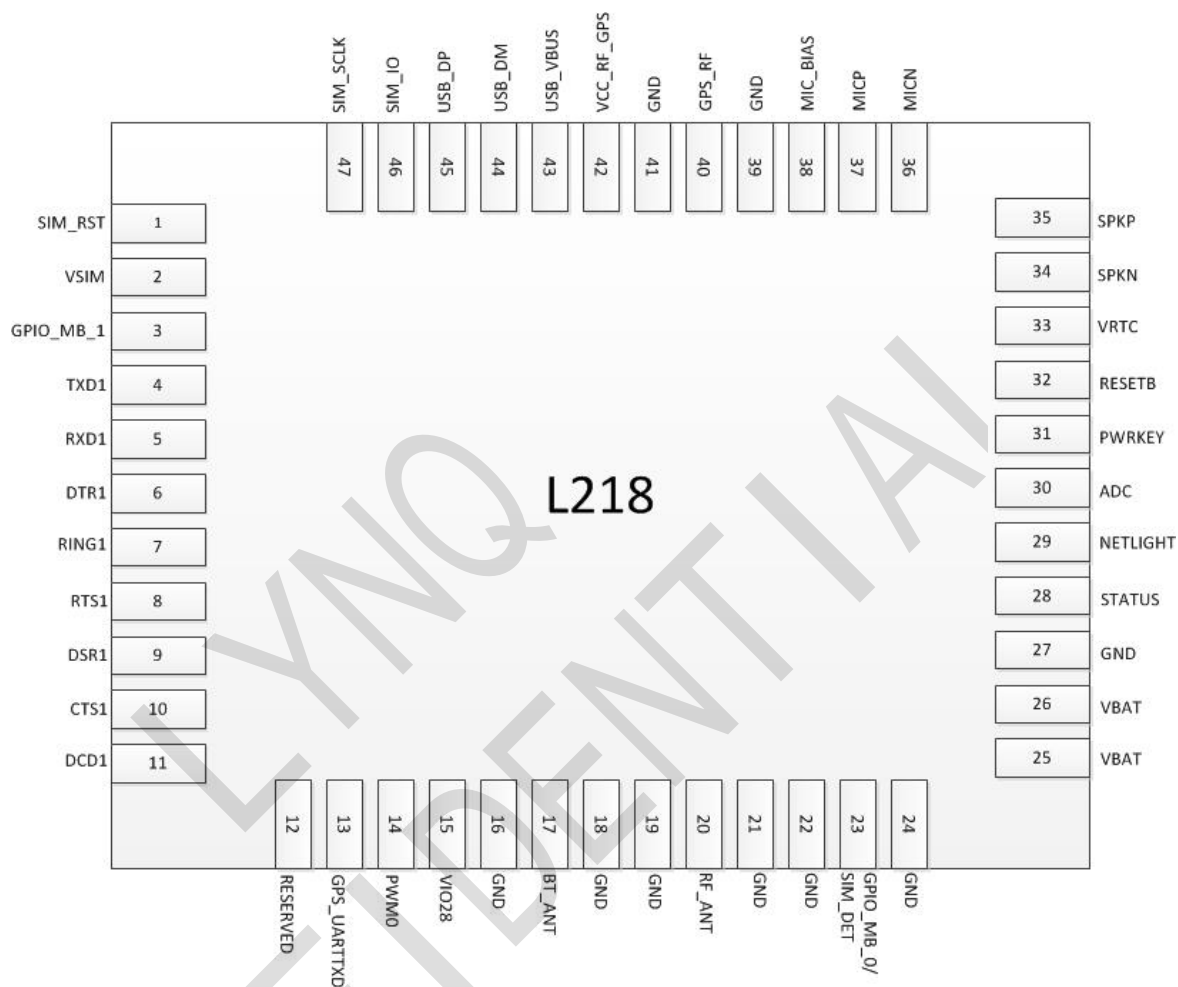 SIM_SCLK
SIM_IO
USB_DP
USB_DM
USB_VBUS
VCC_RF_GPS
GND
GPS_RF
GND
MIC_BIAS
MICP
MICN
47
46
45
44
43
42
41
40
39
38
37
36
SIM_RST 1
VSIM 2
GPIO_MB_1 3
TXD1 4
RXD1 5
DTR1 6
RING1 7
RTS1 8
DSR1 9
CTS1 10
DCD1 11
L218
35 SPKP
34 SPKN
33 VRTC
32 RESETB
31 PWRKEY
30 ADC
29 NETLIGHT
28 STATUS
27 GND
26 VBAT
25 VBAT
12
13
14
15
16
17
18
19
20
21
22
23
24
RESERVED
GPS_UARTTXD
PWM0
VIO28
GND
BT_ANT
GND
GND
RF_ANT
GND
GND
GPIO_MB_0/
SIM_DET
GND
LYNQ
FIDENTIAL